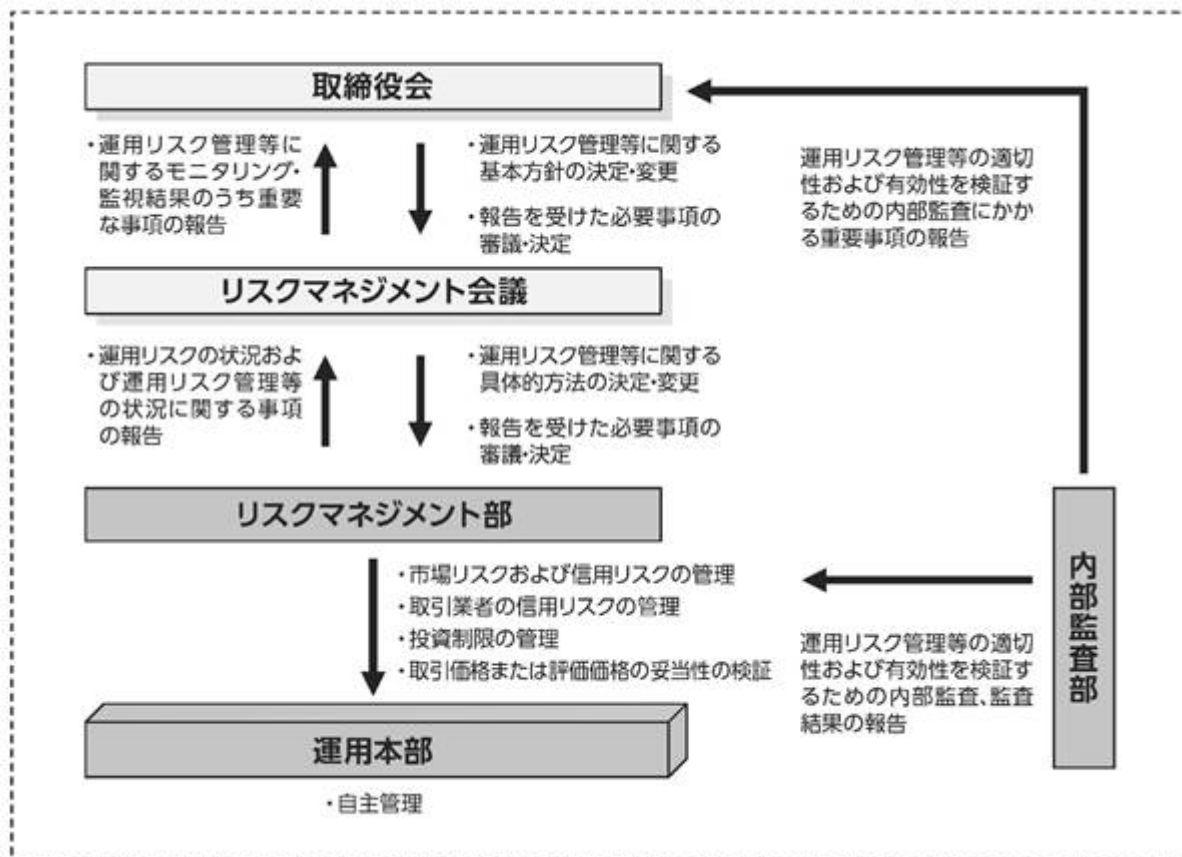 取締役会
・運用リスク管理等に
関するモニタリング・
監視結果のうち重要
な事項の報告
・運用リスク管理等に関する
基本方針の決定・変更
・報告を受けた必要事項の
審議・決定
運用リスク管理等の適切
性および有効性を検証す
るための内部監査にかか
る重要事項の報告
リスクマネジメント会議
・運用リスクの状況およ
び運用リスク管理等
の状況に関する事項
の報告
・運用リスク管理等に関する
具体的方法の決定・変更
・報告を受けた必要事項の
審議・決定
リスクマネジメント部
・市場リスクおよび信用リスクの管理
・取引業者の信用リスクの管理
・投資制限の管理
・取引価格または評価価格の妥当性の検証
内部監査部
運用リスク管理等の適切
性および有効性を検証す
るための内部監査、監査
結果の報告
運用本部
・自主管理